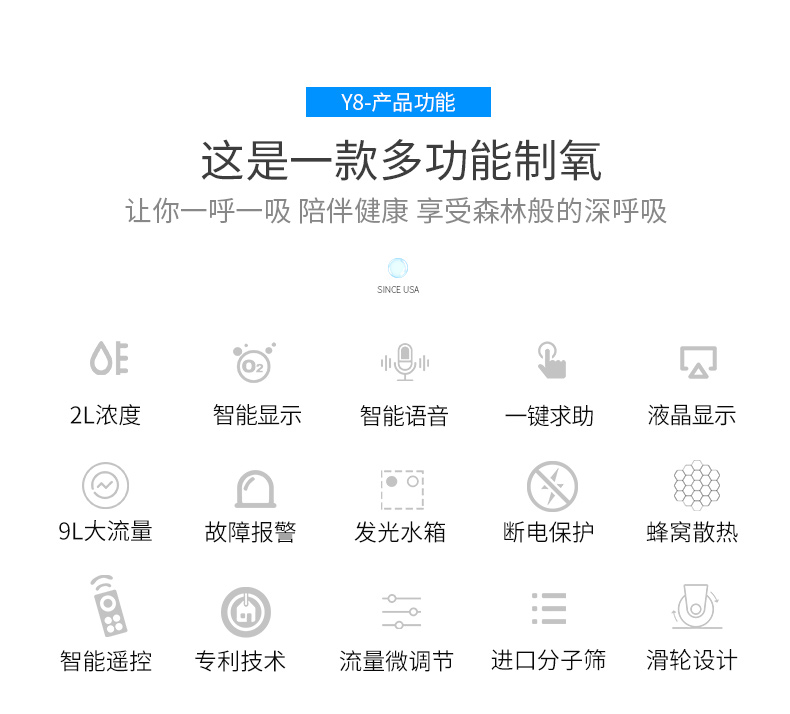 Y8-产品功能
这是一款多功能制氧
让你一呼一吸 陪伴健康 享受森林般的深呼吸
SINCE USA
O2
2L浓度 智能显示 智能语音 一键求助 液晶显示
9L大流量 故障报警 发光水箱 断电保护 蜂窝散热
智能遥控 专利技术 流量微调节 进口分子筛 滑轮设计